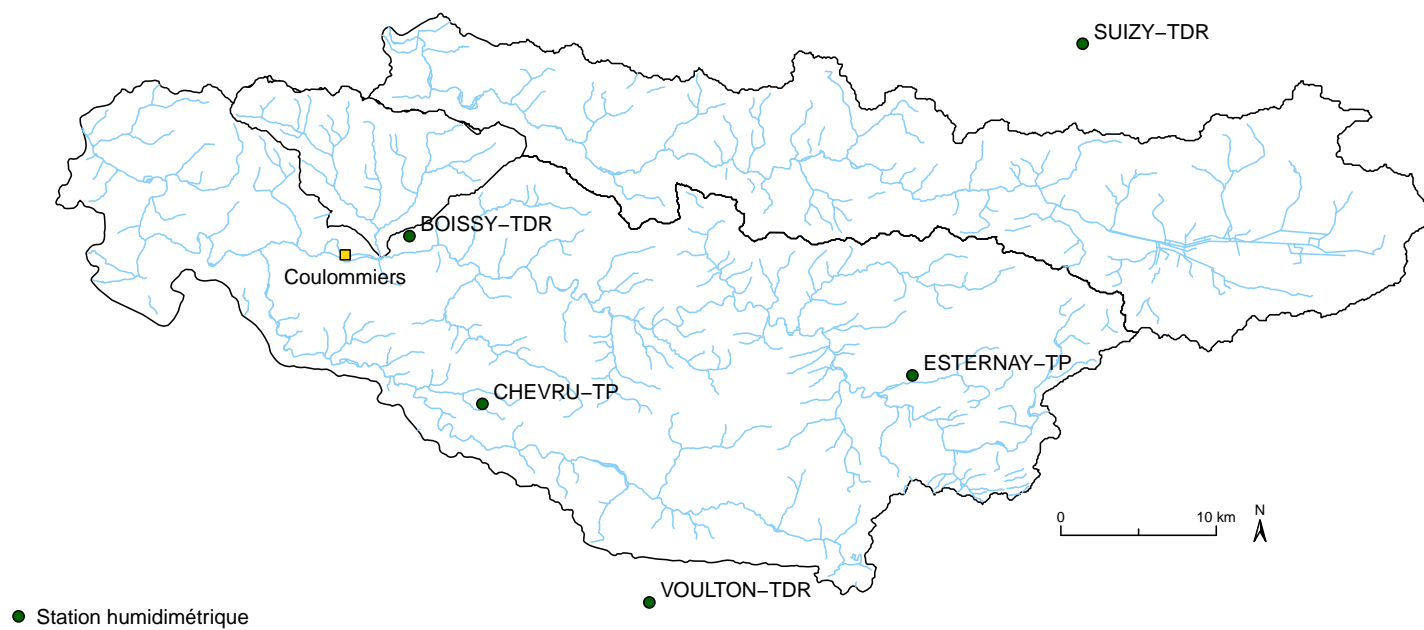 SUIZY−TDR
BOISSY−TDR
Coulommiers
ESTERNAY−TP
CHEVRU−TP
0 10 km N
VOULTON−TDR
Station humidimétrique